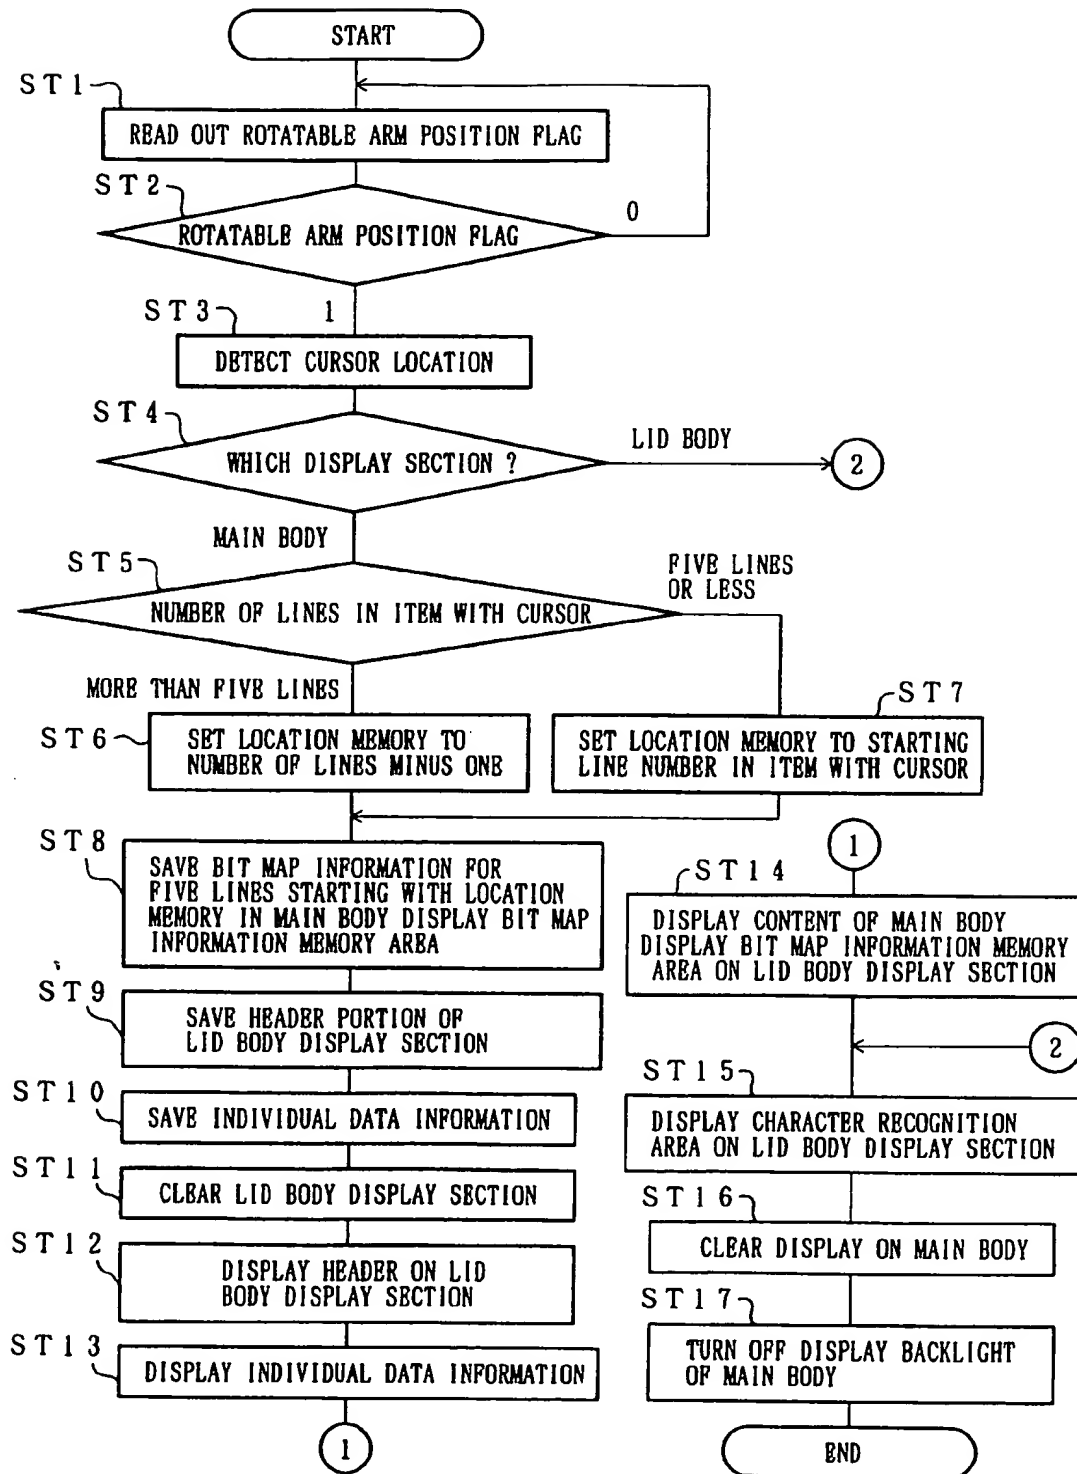 START
ST1
READ OUT ROTATABLE ARM POSITION FLAG
ST2
ROTATABLE ARM POSITION FLAG
0
1
ST3
DETECT CURSOR LOCATION
ST4
WHICH DISPLAY SECTION ?
LID BODY
2
MAIN BODY
ST5
NUMBER OF LINES IN ITEM WITH CURSOR
FIVE LINES
OR LESS
MORE THAN FIVE LINES
ST6
SET LOCATION MEMORY TO
NUMBER OF LINES MINUS ONE
ST7
SET LOCATION MEMORY TO STARTING
LINE NUMBER IN ITEM WITH CURSOR
ST8
SAVE BIT MAP INFORMATION FOR
FIVE LINES STARTING WITH LOCATION
MEMORY IN MAIN BODY DISPLAY BIT MAP
INFORMATION MEMORY AREA
ST9
SAVE HEADER PORTION OF
LID BODY DISPLAY SECTION
ST10
SAVE INDIVIDUAL DATA INFORMATION
ST11
CLEAR LID BODY DISPLAY SECTION
ST12
DISPLAY HEADER ON LID
BODY DISPLAY SECTION
ST13
DISPLAY INDIVIDUAL DATA INFORMATION
1
1
ST14
DISPLAY CONTENT OF MAIN BODY
DISPLAY BIT MAP INFORMATION MEMORY
AREA ON LID BODY DISPLAY SECTION
2
ST15
DISPLAY CHARACTER RECOGNITION
AREA ON LID BODY DISPLAY SECTION
ST16
CLEAR DISPLAY ON MAIN BODY
ST17
TURN OFF DISPLAY BACKLIGHT
OF MAIN BODY
END